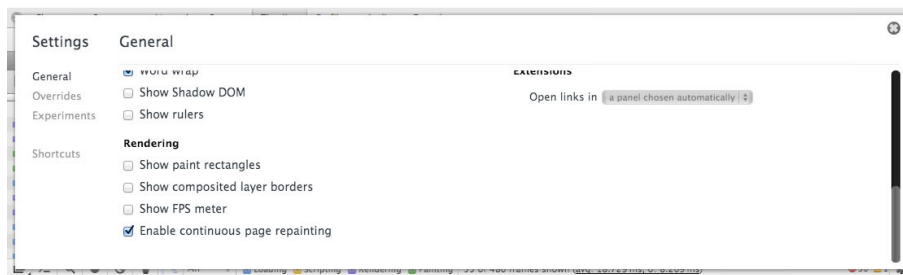 Settings
General
General
Overrides
Experiments
Shortcuts
Word wrap
Show Shadow DOM
Show rulers
Rendering
Show paint rectangles
Show composited layer borders
Show FPS meter
Enable continuous page repainting
Extensions
Open links in a panel chosen automatically
All Loading Scripting Rendering Painting